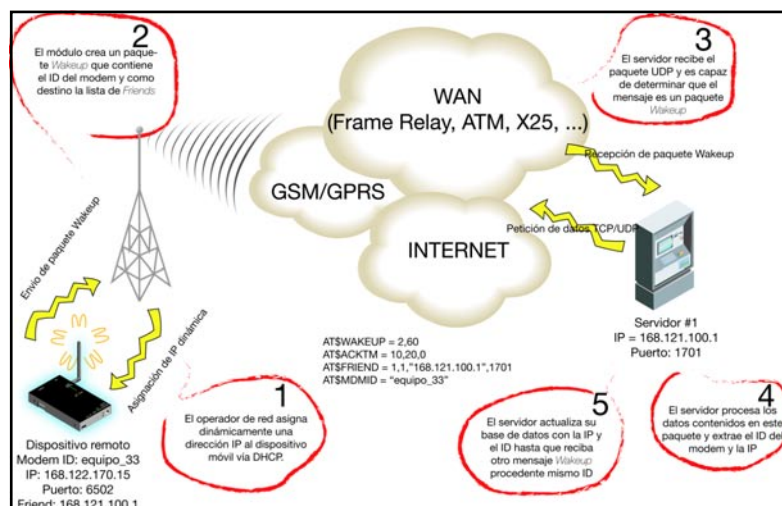 2
El módulo crea un paque-
te Wakeup que contiene
el ID del modem y como
destino la lista de Friends
3
El servidor recibe el
paquete UDP y es capaz
de determinar que el
mensaje es un paquete
Wakeup
WAN
(Frame Relay, ATM, X25, ...)
GSM/GPRS
INTERNET
Recepción de paquete Wakeup
Petición de datos TCP/UDP
Envío de paquete Wakeup
Asignación de IP dinámica
Servidor #1
IP = 168.121.100.1
Puerto: 1701
AT$WAKEUP = 2,60
AT$ACKTM = 10,20,0
AT$FRIEND = 1,1,"168.121.100.1",1701
AT$MDMID = "equipo_33"
1
El operador de red asigna
dinámicamente una
dirección IP al dispositivo
móvil vía DHCP.
Dispositivo remoto
Modem ID: equipo_33
IP: 168.122.170.15
Puerto: 6502
Friend: 168.121.100.1
5
El servidor actualiza su
base de datos con la IP y
el ID hasta que reciba
otro mensaje Wakeup
procedente mismo ID
4
El servidor procesa los
datos contenidos en este
paquete y extrae el ID del
modem y la IP